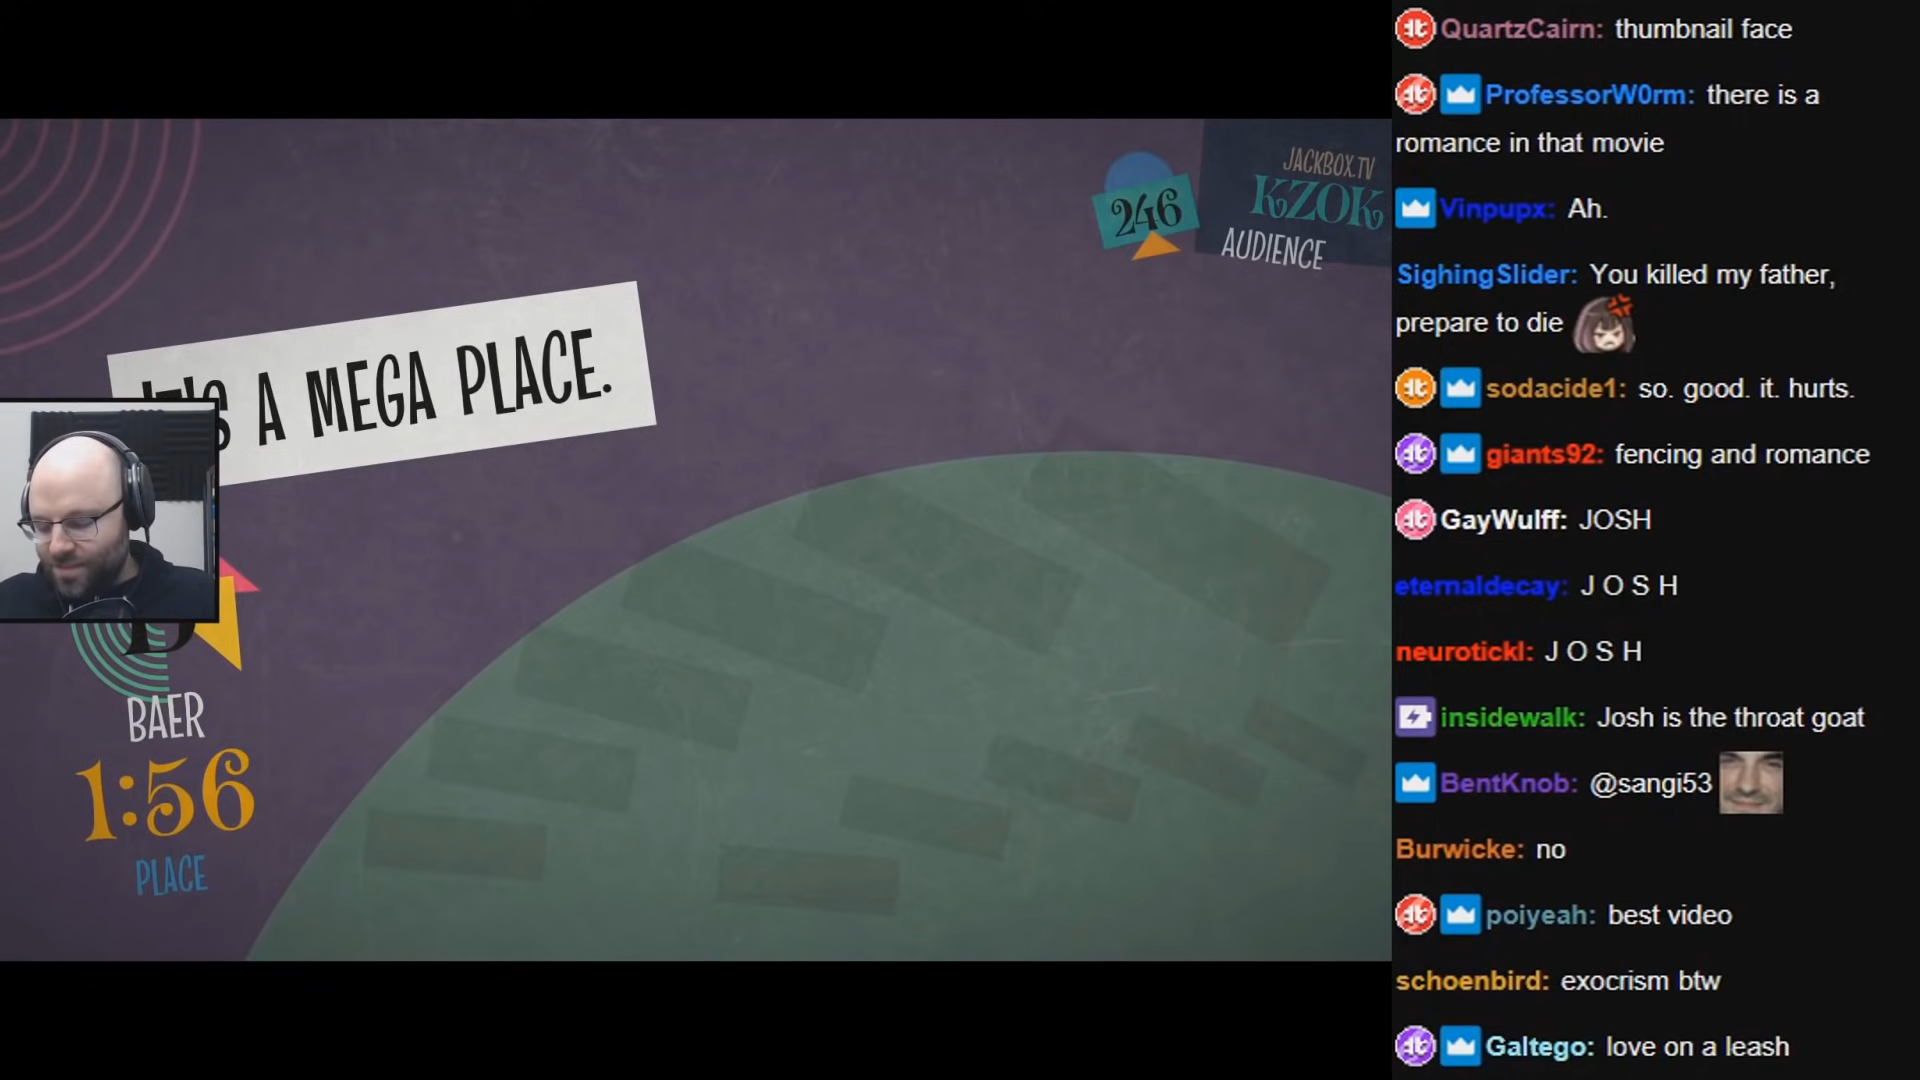 JACKBOX.TV
KZOK
246
AUDIENCE
IT'S A MEGA PLACE.
BAER
1:56
PLACE
QuartzCairn: thumbnail face
ProfessorW0rm: there is a
romance in that movie
Vinpupx: Ah.
SighingSlider: You killed my father,
prepare to die
sodacide1: so. good. it. hurts.
giants92: fencing and romance
GayWulff: JOSH
eternaldecay: J O S H
neurotickl: J O S H
insidewalk: Josh is the throat goat
BentKnob: @sangi53
Burwicke: no
poiyeah: best video
schoenbird: exocrism btw
Galtego: love on a leash